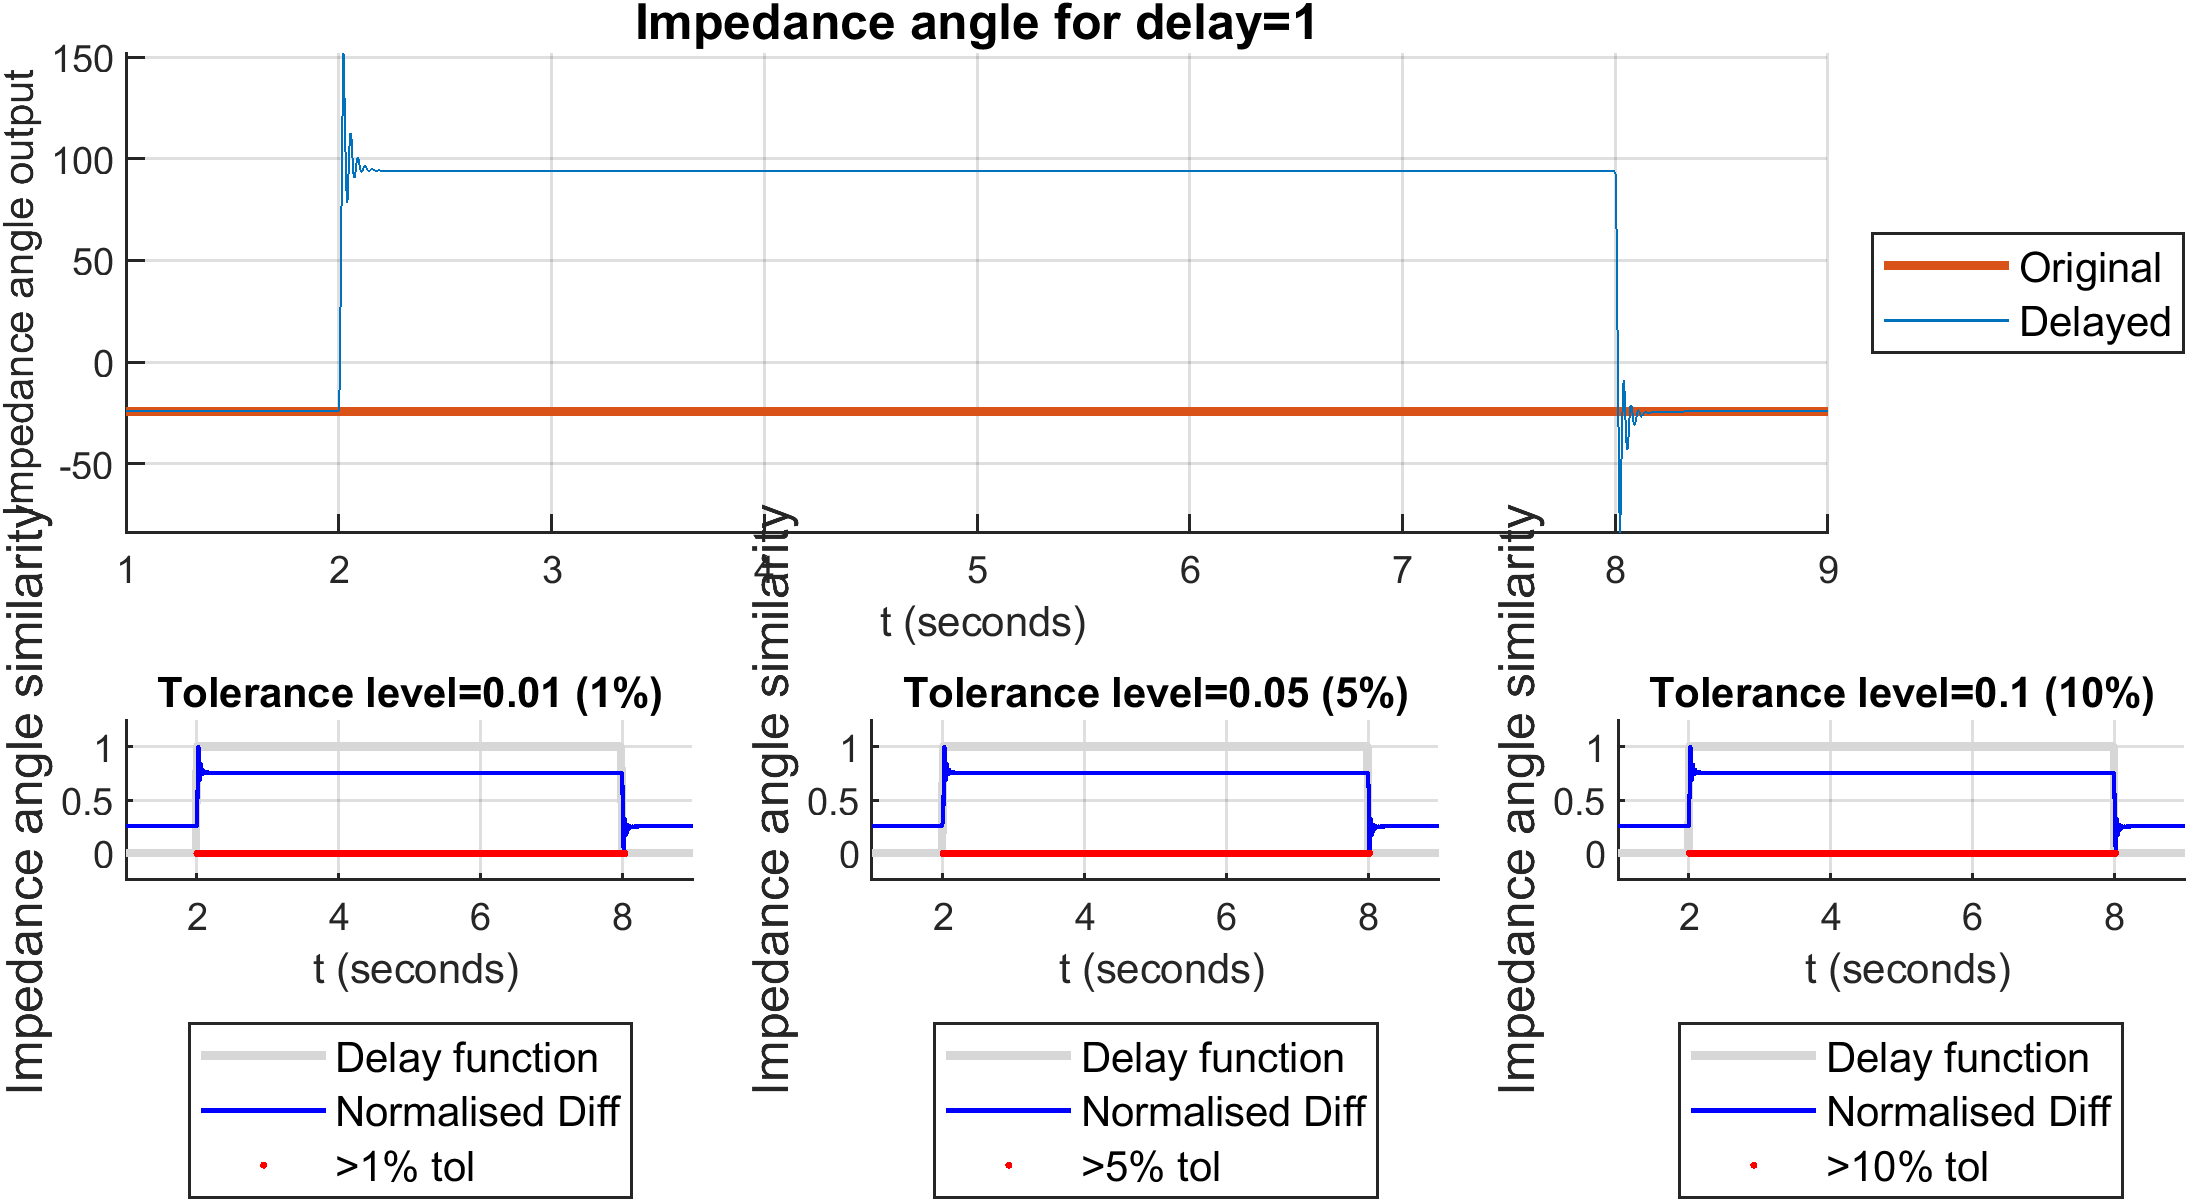 Impedance angle for delay=1
Impedance angle output
150
100
50
0
-50
1 2 3 4 5 6 7 8 9
t (seconds)
Original
Delayed
Impedance angle similarity
Tolerance level=0.01 (1%)
1
0.5
0
2 4 6 8
t (seconds)
Delay function
Normalised Diff
>1% tol
Impedance angle similarity
Tolerance level=0.05 (5%)
1
0.5
0
2 4 6 8
t (seconds)
Delay function
Normalised Diff
>5% tol
Impedance angle similarity
Tolerance level=0.1 (10%)
1
0.5
0
2 4 6 8
t (seconds)
Delay function
Normalised Diff
>10% tol